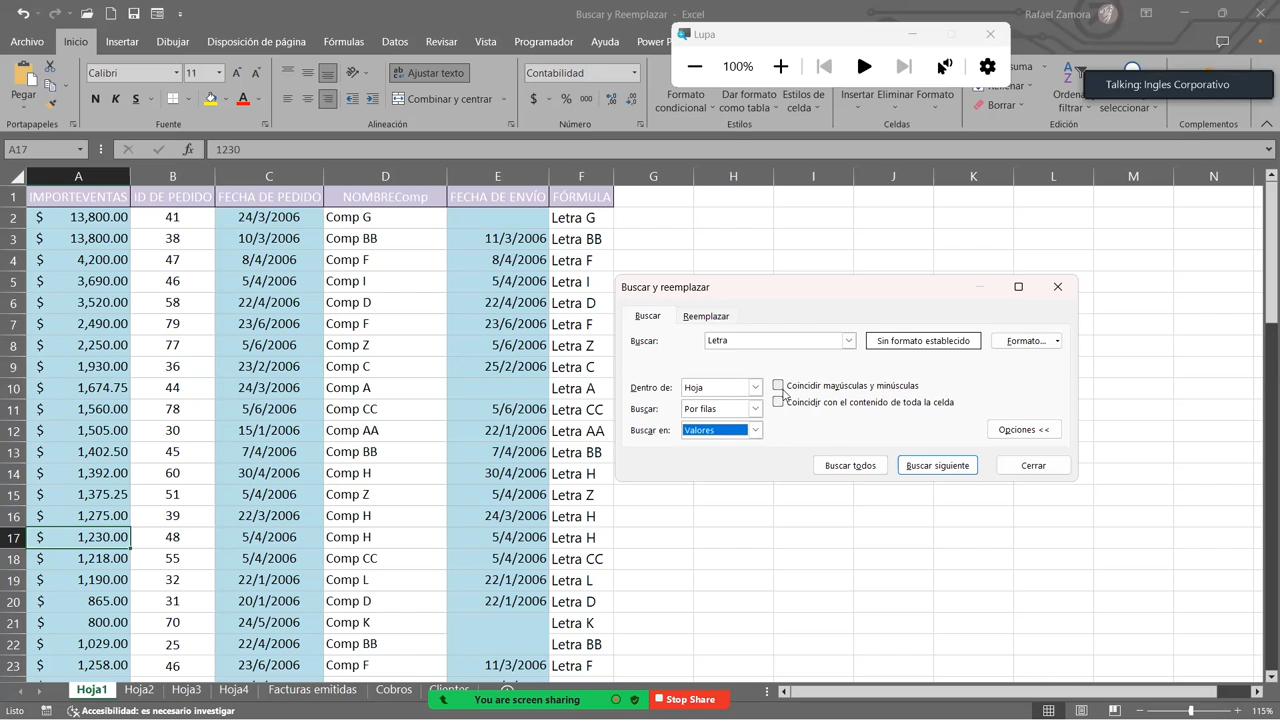 Buscar y Reemplazar - Excel
Rafael Zamora
Lupa
100%
Archivo Inicio Insertar Dibujar Disposición de página Fórmulas Datos Revisar Vista Programador Ayuda Power P
Talking: Ingles Corporativo
Pegar
Calibri 11
N K S
Ajustar texto
Combinar y centrar
Contabilidad
$ % 000
Formato condicional
Dar formato como tabla
Estilos de celda
Insertar Eliminar Formato
Borrar
filtrar
seleccionar
Portapapeles Fuente Alineación Número Estilos Celdas Edición Complementos
A17 fx 1230
A B C D E F G H I J K L M N
1 IMPORTEVENTAS ID DE PEDIDO FECHA DE PEDIDO NOMBREComp FECHA DE ENVÍO FÓRMULA
2 $ 13,800.00 41 24/3/2006 Comp G Letra G
3 $ 13,800.00 38 10/3/2006 Comp BB 11/3/2006 Letra BB
4 $ 4,200.00 47 8/4/2006 Comp F 8/4/2006 Letra F
5 $ 3,690.00 46 5/4/2006 Comp I 5/4/2006 Letra I
6 $ 3,520.00 58 22/4/2006 Comp D 22/4/2006 Letra D
7 $ 2,490.00 79 23/6/2006 Comp F 23/6/2006 Letra F
8 $ 2,250.00 77 5/6/2006 Comp Z 5/6/2006 Letra Z
9 $ 1,930.00 36 23/2/2006 Comp C 25/2/2006 Letra C
10 $ 1,674.75 44 24/3/2006 Comp A Letra A
11 $ 1,560.00 78 5/6/2006 Comp CC 5/6/2006 Letra CC
12 $ 1,505.00 30 15/1/2006 Comp AA 22/1/2006 Letra AA
13 $ 1,402.50 45 7/4/2006 Comp BB 7/4/2006 Letra BB
14 $ 1,392.00 60 30/4/2006 Comp H 30/4/2006 Letra H
15 $ 1,375.25 51 5/4/2006 Comp Z 5/4/2006 Letra Z
16 $ 1,275.00 39 22/3/2006 Comp H 24/3/2006 Letra H
17 $ 1,230.00 48 5/4/2006 Comp H 5/4/2006 Letra H
18 $ 1,218.00 55 5/4/2006 Comp CC 5/4/2006 Letra CC
19 $ 1,190.00 32 22/1/2006 Comp L 22/1/2006 Letra L
20 $ 865.00 31 20/1/2006 Comp D 22/1/2006 Letra D
21 $ 800.00 70 24/5/2006 Comp K Letra K
22 $ 1,029.00 25 22/4/2006 Comp BB Letra BB
23 $ 1,258.00 46 23/6/2006 Comp F 11/3/2006 Letra F
Buscar y reemplazar
Buscar Reemplazar
Buscar: Letra Sin formato establecido Formato...
Dentro de: Hoja Coincidir mayúsculas y minúsculas
Buscar: Por filas Coincidir con el contenido de toda la celda
Buscar en: Valores Opciones <<
Buscar todos Buscar siguiente Cerrar
Hoja1 Hoja2 Hoja3 Hoja4 Facturas emitidas Cobros Clientes
You are screen sharing Stop Share
Listo Accesibilidad: es necesario investigar 115%